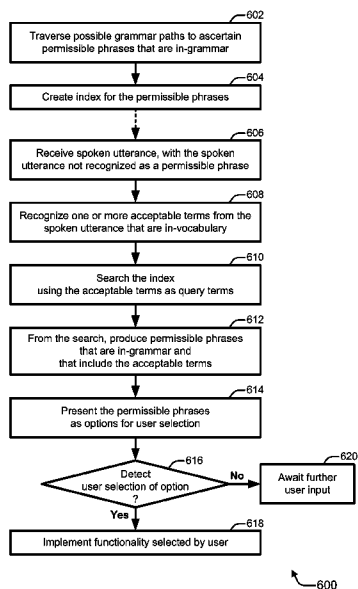 602
Traverse possible grammar paths to ascertain
permissible phrases that are in-grammar
604
Create index for the permissible phrases
606
Receive spoken utterance, with the spoken
utterance not recognized as a permissible phrase
608
Recognize one or more acceptable terms from the
spoken utterance that are in-vocabulary
610
Search the index
using the acceptable terms as query terms
612
From the search, produce permissible phrases
that are in-grammar and
that include the acceptable terms
614
Present the permissible phrases
as options for user selection
616
Detect
user selection of option
?
No
620
Await further
user input
Yes
618
Implement functionality selected by user
600